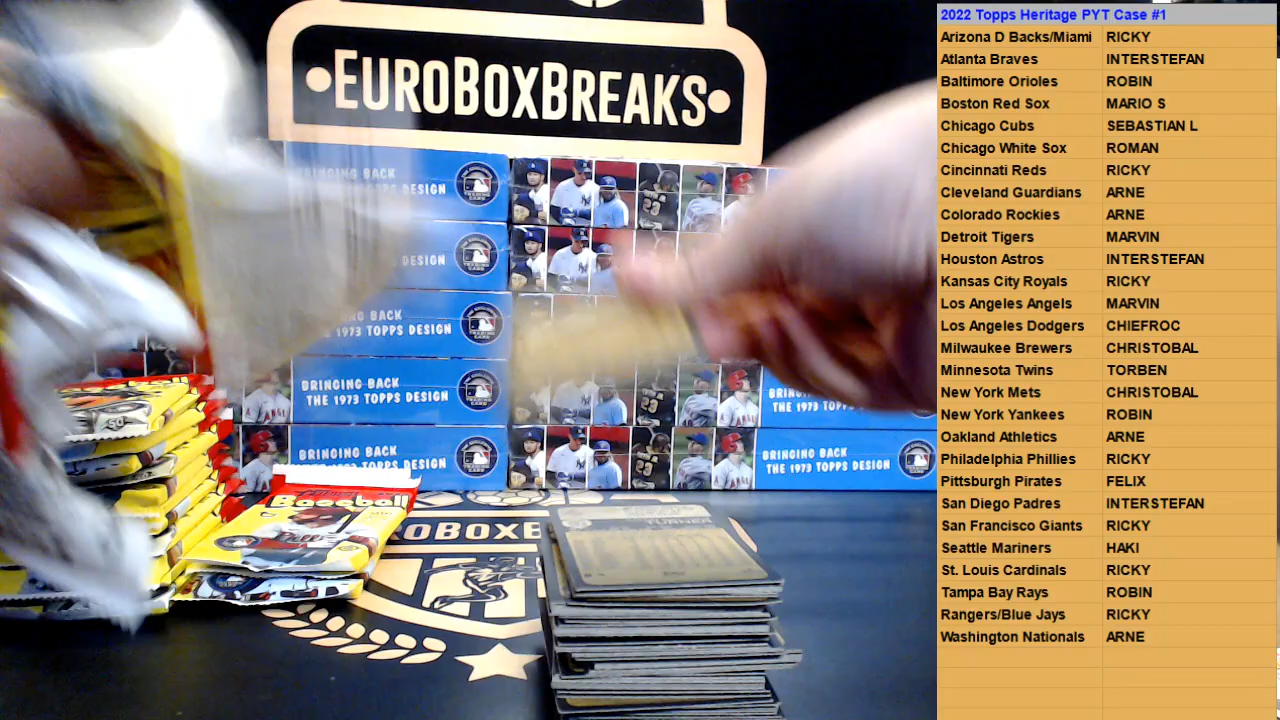 EUROBOXBREAKS
BRINGING BACK
DESIGN
DESIGN
BACK
THE 1973 TOPPS DESIGN
BRINGING BACK
THE 1973 TOPPS DESIGN
BRINGING BACK
TOPPS DESIGN
BRINGING BACK
THE 1973 TOPPS DESIGN
Baseball
EUROBOXB
TURNER
2022 Topps Heritage PYT Case #1
Arizona D Backs/Miami RICKY
Atlanta Braves INTERSTEFAN
Baltimore Orioles ROBIN
Boston Red Sox MARIO S
Chicago Cubs SEBASTIAN L
Chicago White Sox ROMAN
Cincinnati Reds RICKY
Cleveland Guardians ARNE
Colorado Rockies ARNE
Detroit Tigers MARVIN
Houston Astros INTERSTEFAN
Kansas City Royals RICKY
Los Angeles Angels MARVIN
Los Angeles Dodgers CHIEFROC
Milwaukee Brewers CHRISTOBAL
Minnesota Twins TORBEN
New York Mets CHRISTOBAL
New York Yankees ROBIN
Oakland Athletics ARNE
Philadelphia Phillies RICKY
Pittsburgh Pirates FELIX
San Diego Padres INTERSTEFAN
San Francisco Giants RICKY
Seattle Mariners HAKI
St. Louis Cardinals RICKY
Tampa Bay Rays ROBIN
Rangers/Blue Jays RICKY
Washington Nationals ARNE